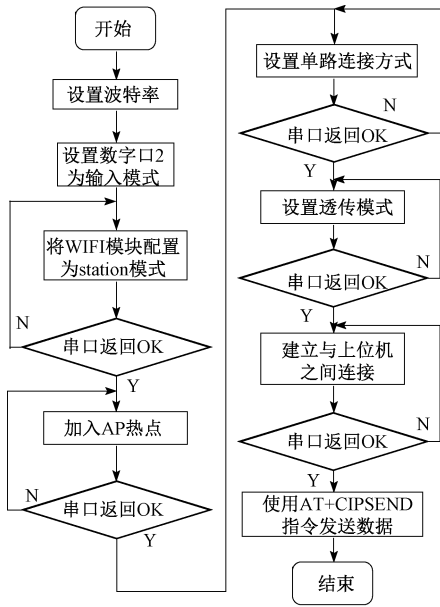 开始
设置波特率
设置数字口2
为输入模式
将WIFI模块配置
为station模式
N
串口返回OK
Y
加入AP热点
N
串口返回OK
Y
设置单路连接方式
N
串口返回OK
Y
设置透传模式
串口返回OK
N
Y
建立与上位机
之间连接
N
串口返回OK
Y
使用AT+CIPSEND
指令发送数据
结束